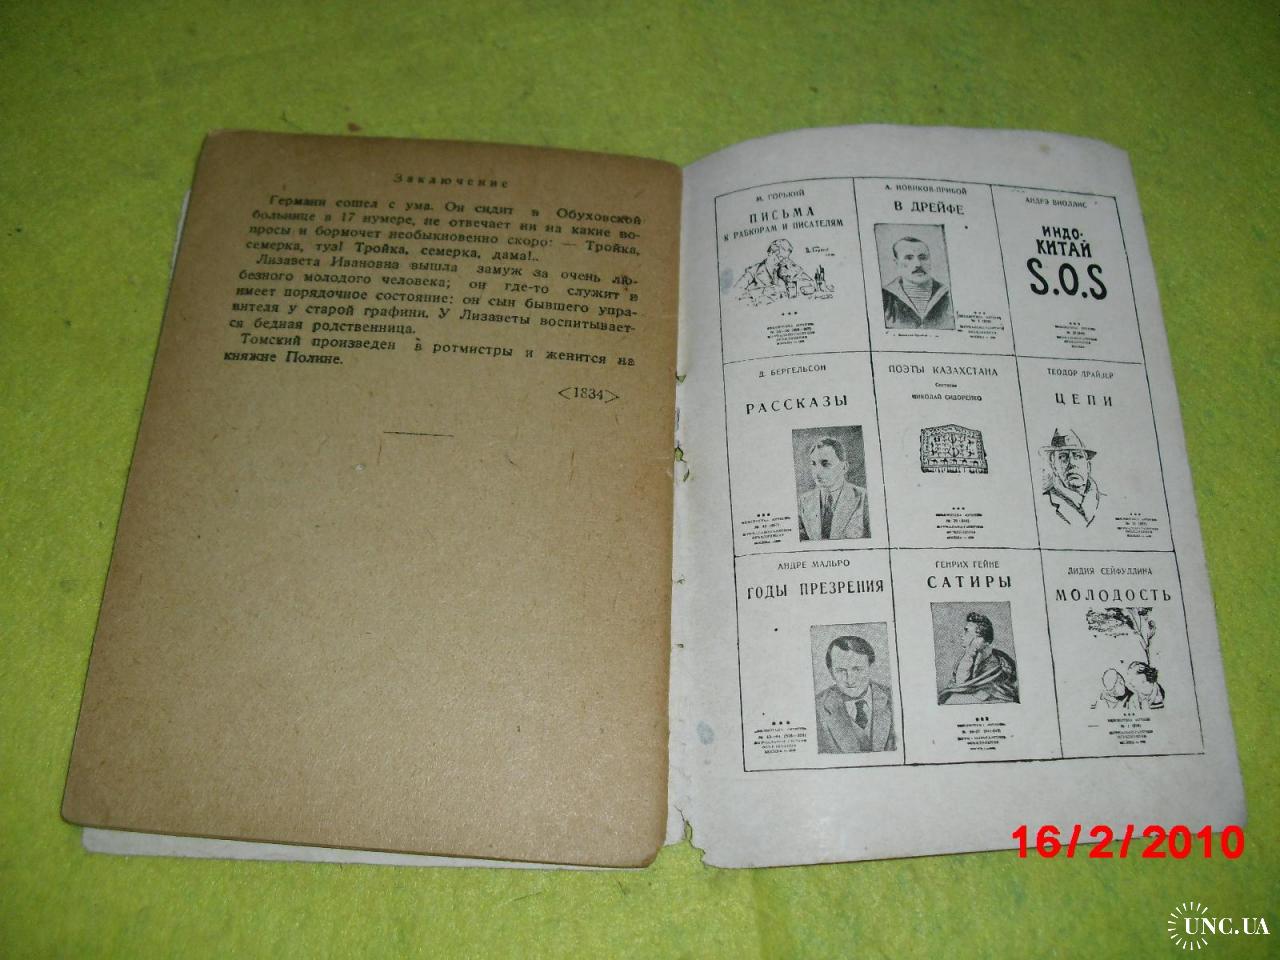 Заключение
Германн сошел с ума. Он сидит в Обуховской
больнице в 17 нумере, не отвечает ни на какие во-
просы и бормочет необыкновенно скоро: — Тройка,
семерка, туз! Тройка, семерка, дама!..
Лизавета Ивановна вышла замуж за очень лю-
безного молодого человека; он где-то служит и
имеет порядочное состояние: он сын бывшего упра-
вителя у старой графини. У Лизаветы воспитывает-
ся бедная родственница.
Томский произведен в ротмистры и женится на
княжне Полине.
<1834>
М. ГОРЬКИЙ
ПИСЬМА
К РАБКОРАМ И ПИСАТЕЛЯМ
А. НОВИКОВ-ПРИБОЙ
В ДРЕЙФЕ
АНДРЭ ВИОЛЛИС
ИНДО-
КИТАЙ
S.O.S
Д. БЕРГЕЛЬСОН
РАССКАЗЫ
ПОЭТЫ КАЗАХСТАНА
НИКОЛАЙ СИДОРЕНКО
ТЕОДОР ДРАЙЗЕР
ЦЕПИ
АНДРЕ МАЛЬРО
ГОДЫ ПРЕЗРЕНИЯ
ГЕНРИХ ГЕЙНЕ
САТИРЫ
ЛИДИЯ СЕЙФУЛЛИНА
МОЛОДОСТЬ
16/2/2010
UNC.UA